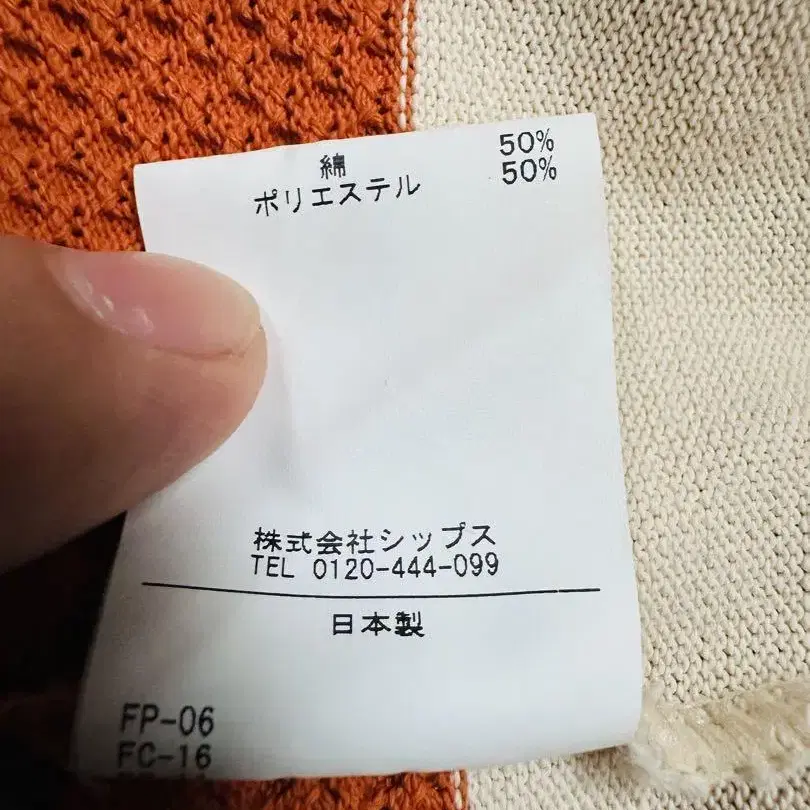 綿 50%
ポリエステル 50%
株式会社シップス
TEL 0120-444-099
日本製
FP-06
FC-16